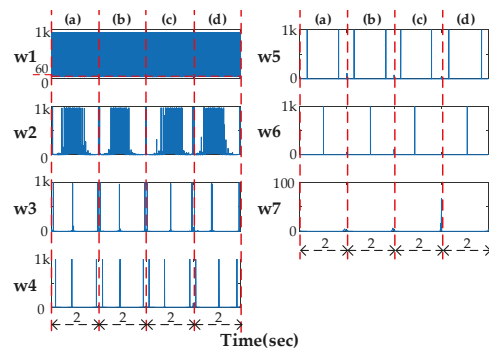 (a) (b) (c) (d)
w1 1k 60 0
w2 1k 0
w3 1k 0
w4 1k 0
2 2 2 2
(a) (b) (c) (d)
w5 1k 0
w6 1k 0
w7 100 0
2 2 2 2
Time(sec)